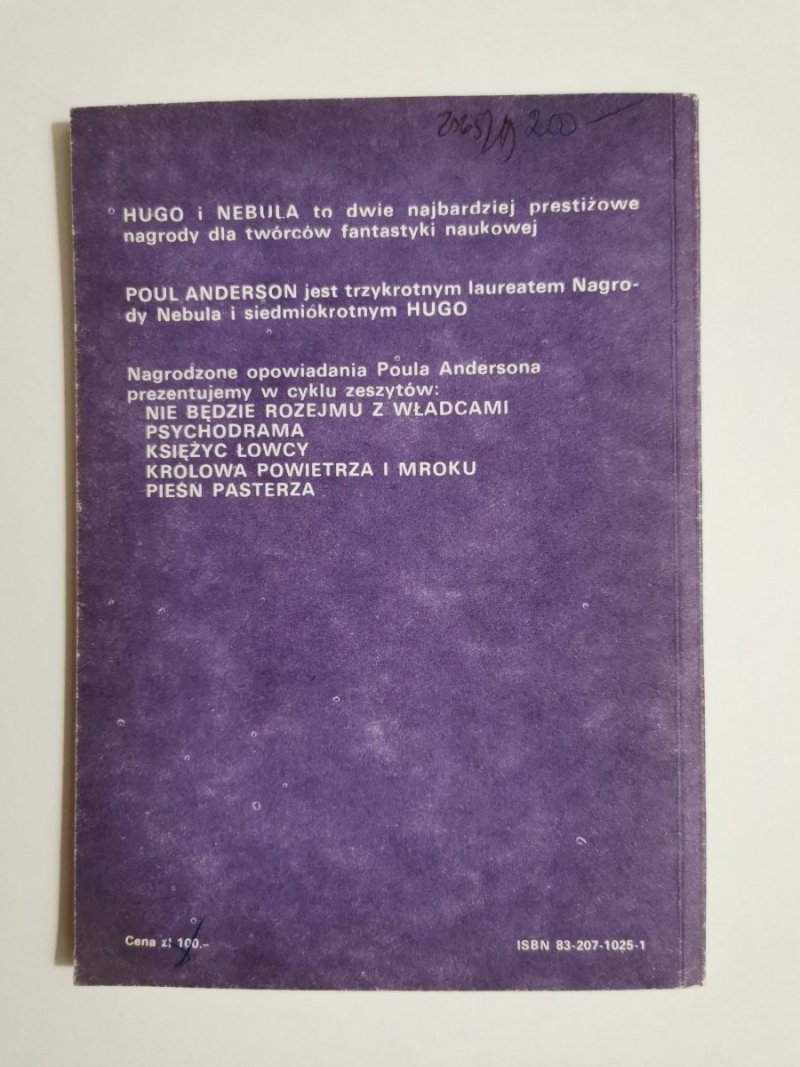 200 —
HUGO i NEBULA to dwie najbardziej prestiżowe
nagrody dla twórców fantastyki naukowej
POUL ANDERSON jest trzykrotnym laureatem Nagro-
dy Nebula i siedmiokrotnym HUGO
Nagrodzone opowiadania Poula Andersona
prezentujemy w cyklu zeszytów:
NIE BĘDZIE ROZEJMU Z WŁADCAMI
PSYCHODRAMA
KSIĘŻYC ŁOWCY
KRÓLOWA POWIETRZA I MROKU
PIEŚN PASTERZA
Cena zł 100.-
ISBN 83-207-1025-1